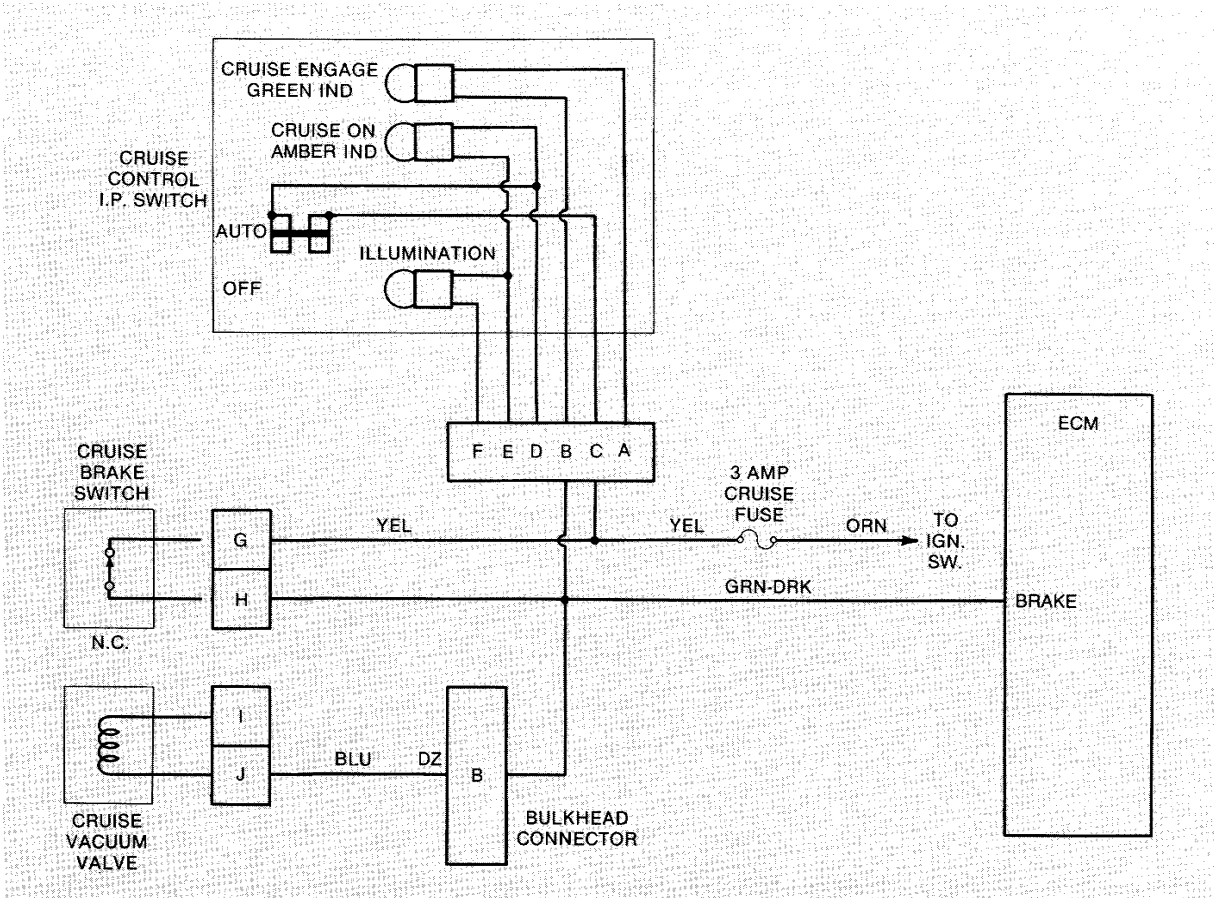 CRUISE ENGAGE
GREEN IND
CRUISE ON
AMBER IND
CRUISE
CONTROL
I.P. SWITCH
AUTO
ILLUMINATION
OFF
F E D B C A
ECM
CRUISE
BRAKE
SWITCH
3 AMP
CRUISE
FUSE
G
YEL
YEL
ORN
TO
IGN.
SW.
H
GRN-DRK
BRAKE
N.C.
I
J
BLU
DZ
B
BULKHEAD
CONNECTOR
CRUISE
VACUUM
VALVE